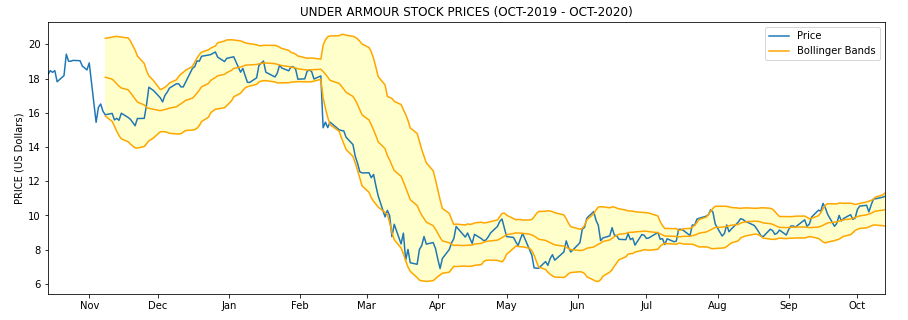 UNDER ARMOUR STOCK PRICES (OCT-2019 - OCT-2020)
Price
Bollinger Bands
PRICE (US Dollars)
20
18
16
14
12
10
8
6
Nov Dec Jan Feb Mar Apr May Jun Jul Aug Sep Oct